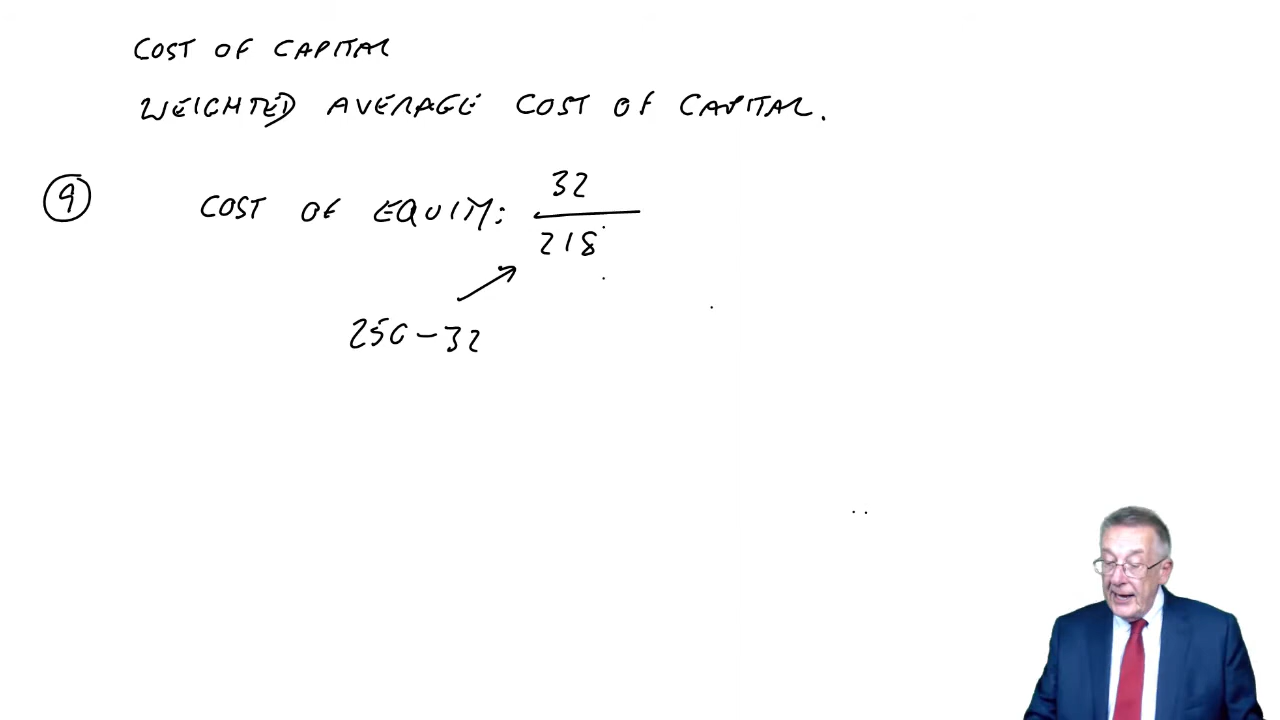 COST OF CAPITAL
WEIGHTED AVERAGE COST OF CAPITAL.
9 COST OF EQUITY: 32
218
250-32